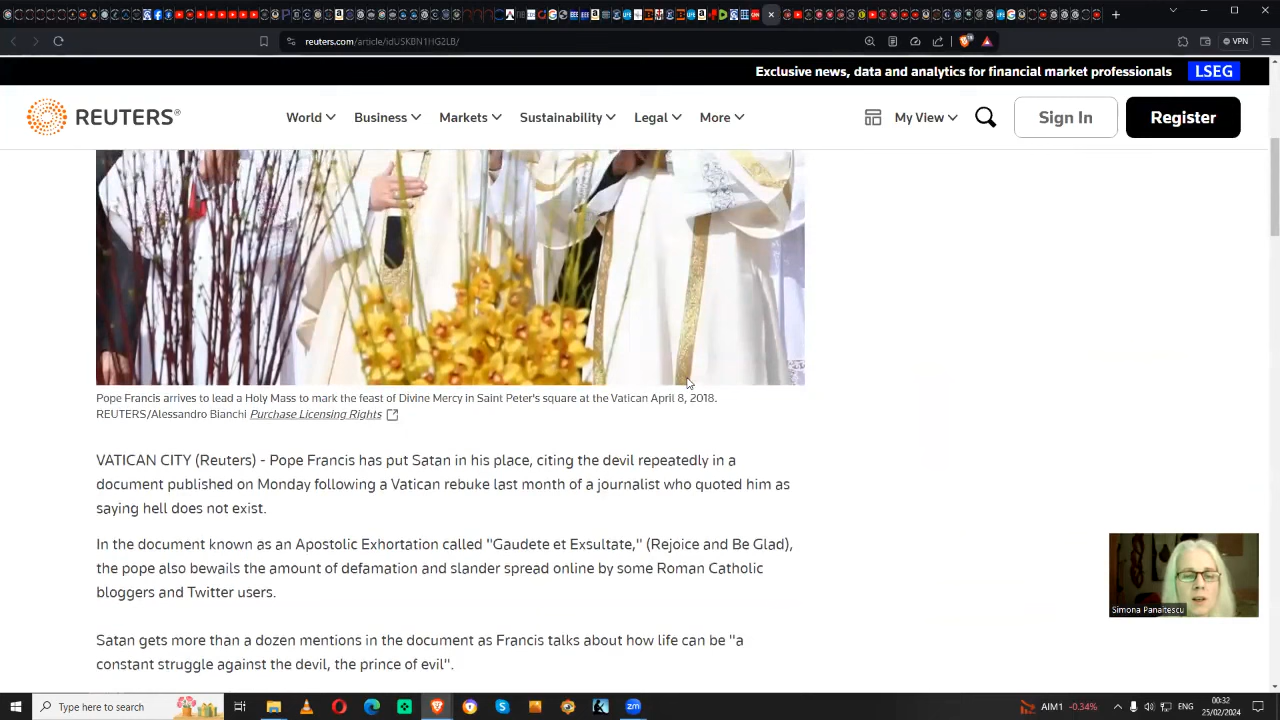 reuters.com/article/idUSKBN1HG2LB/
VPN
Exclusive news, data and analytics for financial market professionals LSEG
REUTERS®
World Business Markets Sustainability Legal More My View Sign In Register
Pope Francis arrives to lead a Holy Mass to mark the feast of Divine Mercy in Saint Peter's square at the Vatican April 8, 2018.
REUTERS/Alessandro Bianchi Purchase Licensing Rights
VATICAN CITY (Reuters) - Pope Francis has put Satan in his place, citing the devil repeatedly in a
document published on Monday following a Vatican rebuke last month of a journalist who quoted him as
saying hell does not exist.
In the document known as an Apostolic Exhortation called "Gaudete et Exsultate," (Rejoice and Be Glad),
the pope also bewails the amount of defamation and slander spread online by some Roman Catholic
bloggers and Twitter users.
Satan gets more than a dozen mentions in the document as Francis talks about how life can be "a
constant struggle against the devil, the prince of evil".
Simona Panaitescu
Type here to search
AIM1 -0.34%
ENG
00:32
25/02/2024